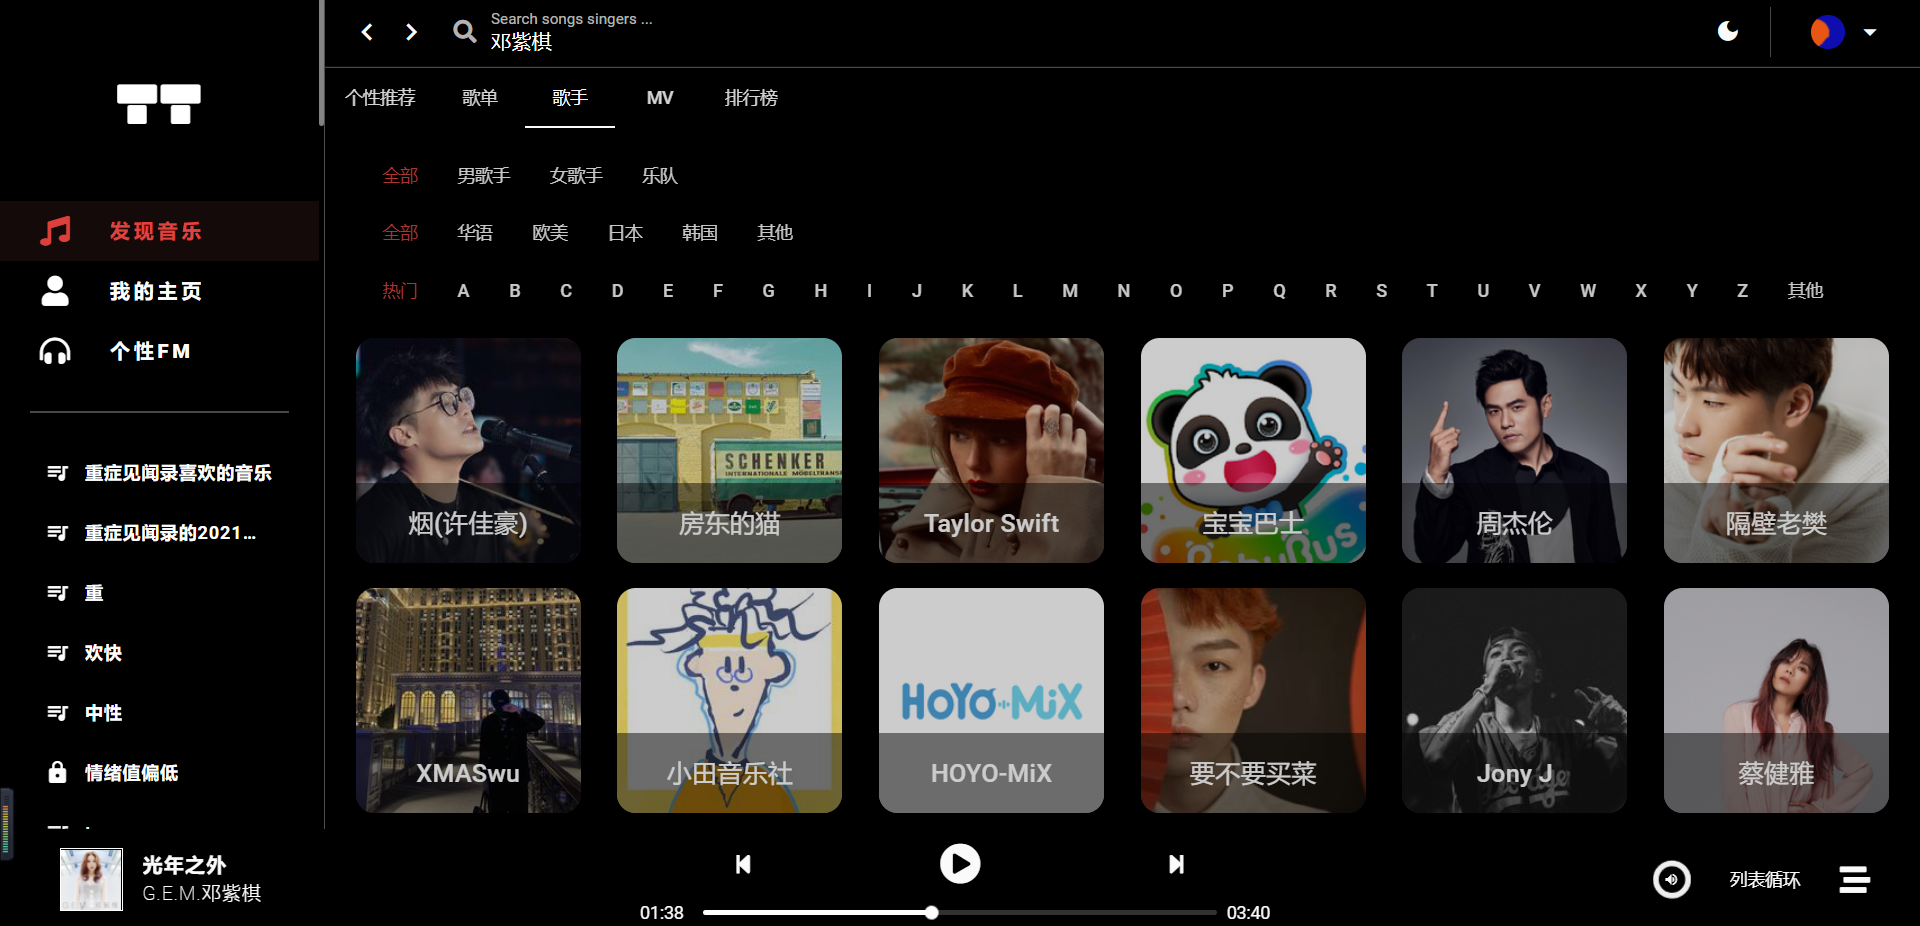 Search songs singers ...
邓紫棋
个性推荐
歌单
歌手
MV
排行榜
发现音乐
我的主页
个性FM
重症见闻录喜欢的音乐
重症见闻录的2021...
重
欢快
中性
情绪值偏低
全部 男歌手 女歌手 乐队
全部 华语 欧美 日本 韩国 其他
热门 A B C D E F G H I J K L M N O P Q R S T U V W X Y Z 其他
SCHENKER
INTERNATIONALE MÖBELTRANS
烟(许佳豪)
房东的猫
Taylor Swift
BabyBus
宝宝巴士
周杰伦
隔壁老樊
HOYO-MiX
XMASwu
小田音乐社
HOYO-MiX
要不要买菜
Jony J
蔡健雅
光年之外
G.E.M.邓紫棋
01:38
03:40
列表循环